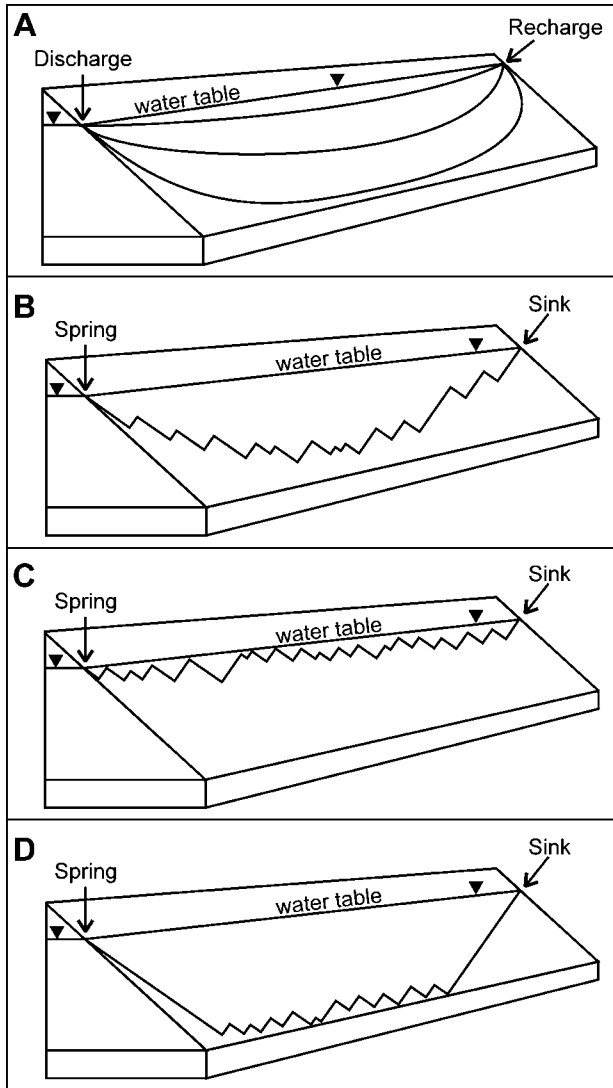 A
Discharge
Recharge
water table
B
Spring
Sink
water table
C
Spring
Sink
water table
D
Spring
Sink
water table